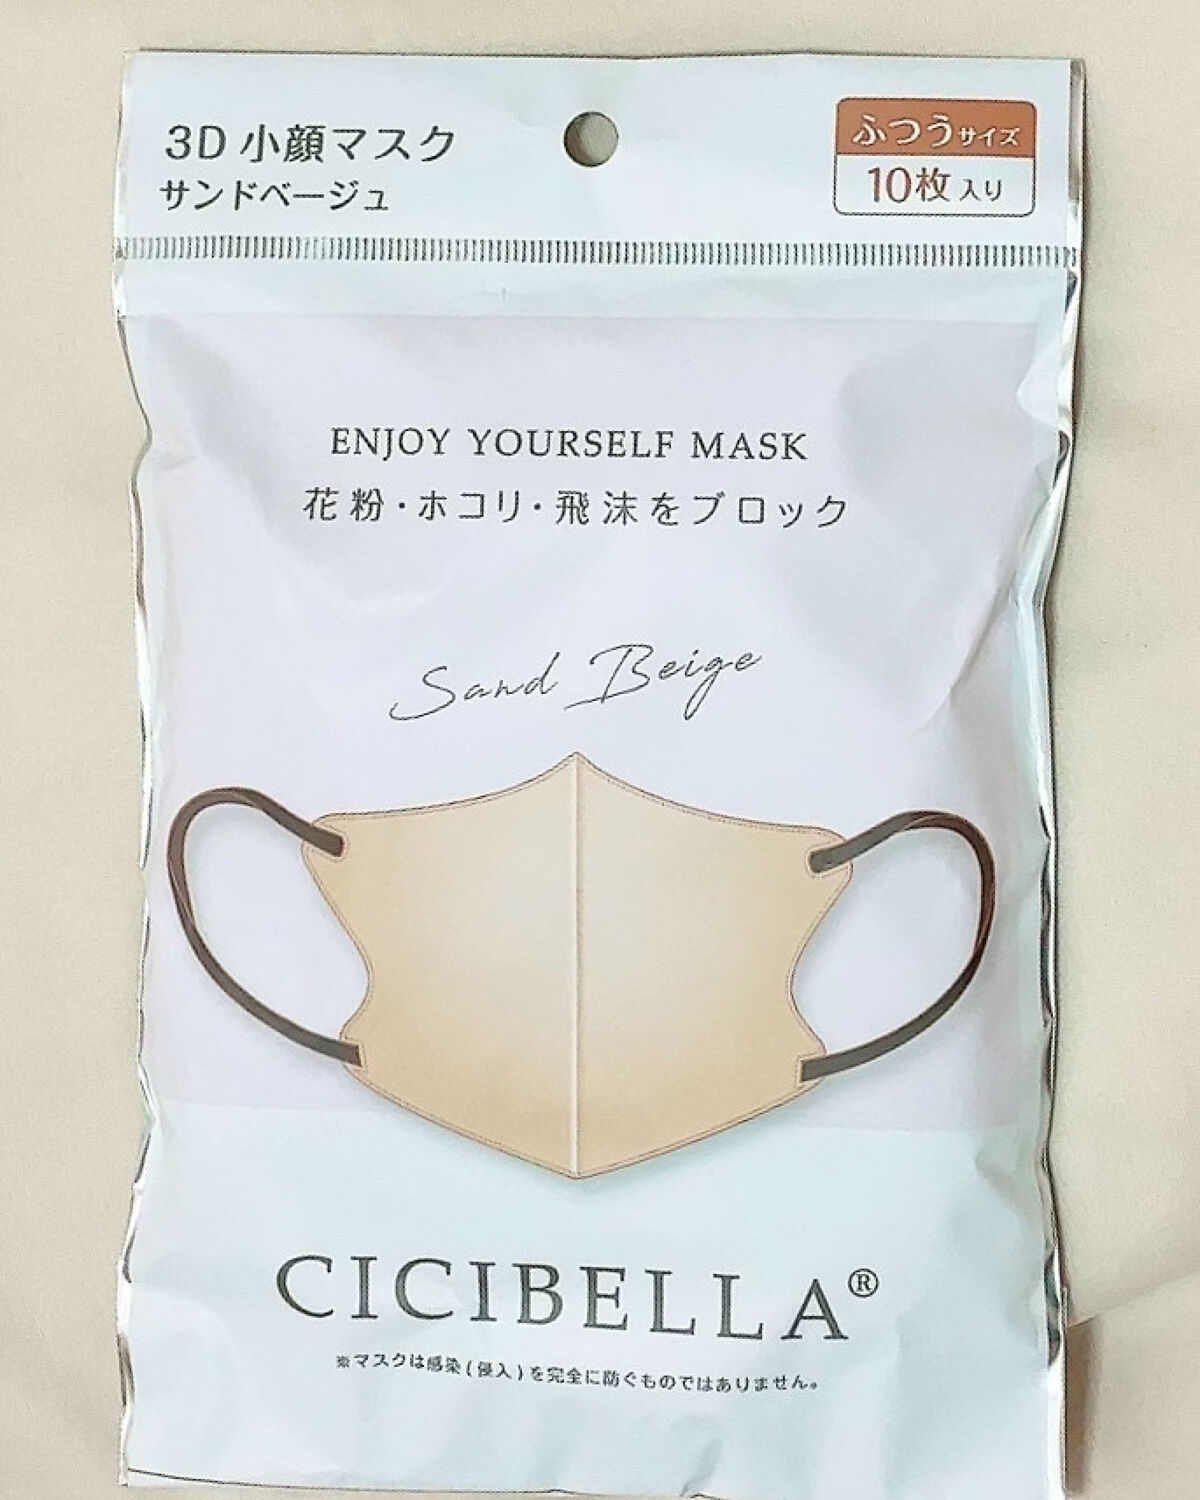 3D 小顔マスク
サンドベージュ
ふつうサイズ
10枚入り
ENJOY YOURSELF MASK
花粉・ホコリ・飛沫をブロック
Sand Beige
CICIBELLA®
※マスクは感染(侵入)を完全に防ぐものではありません。